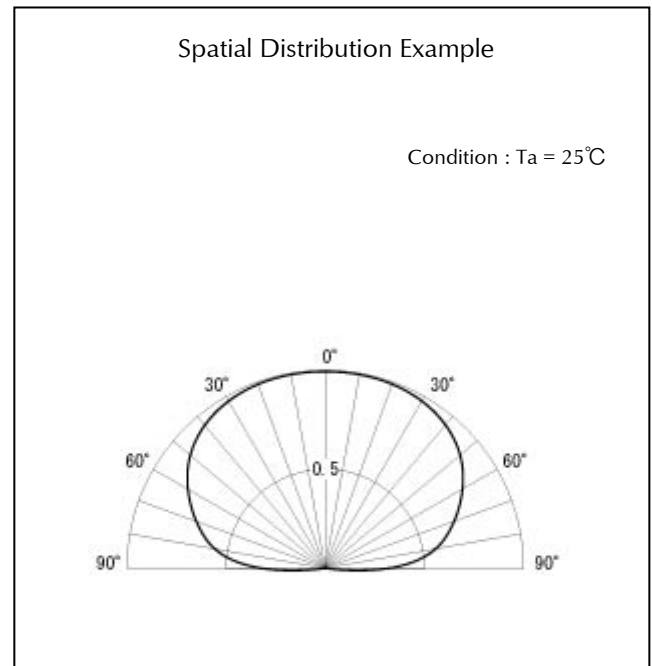 Spatial Distribution Example
Condition : Ta = 25℃
0°
30° 30°
0. 5
60° 60°
90° 90°